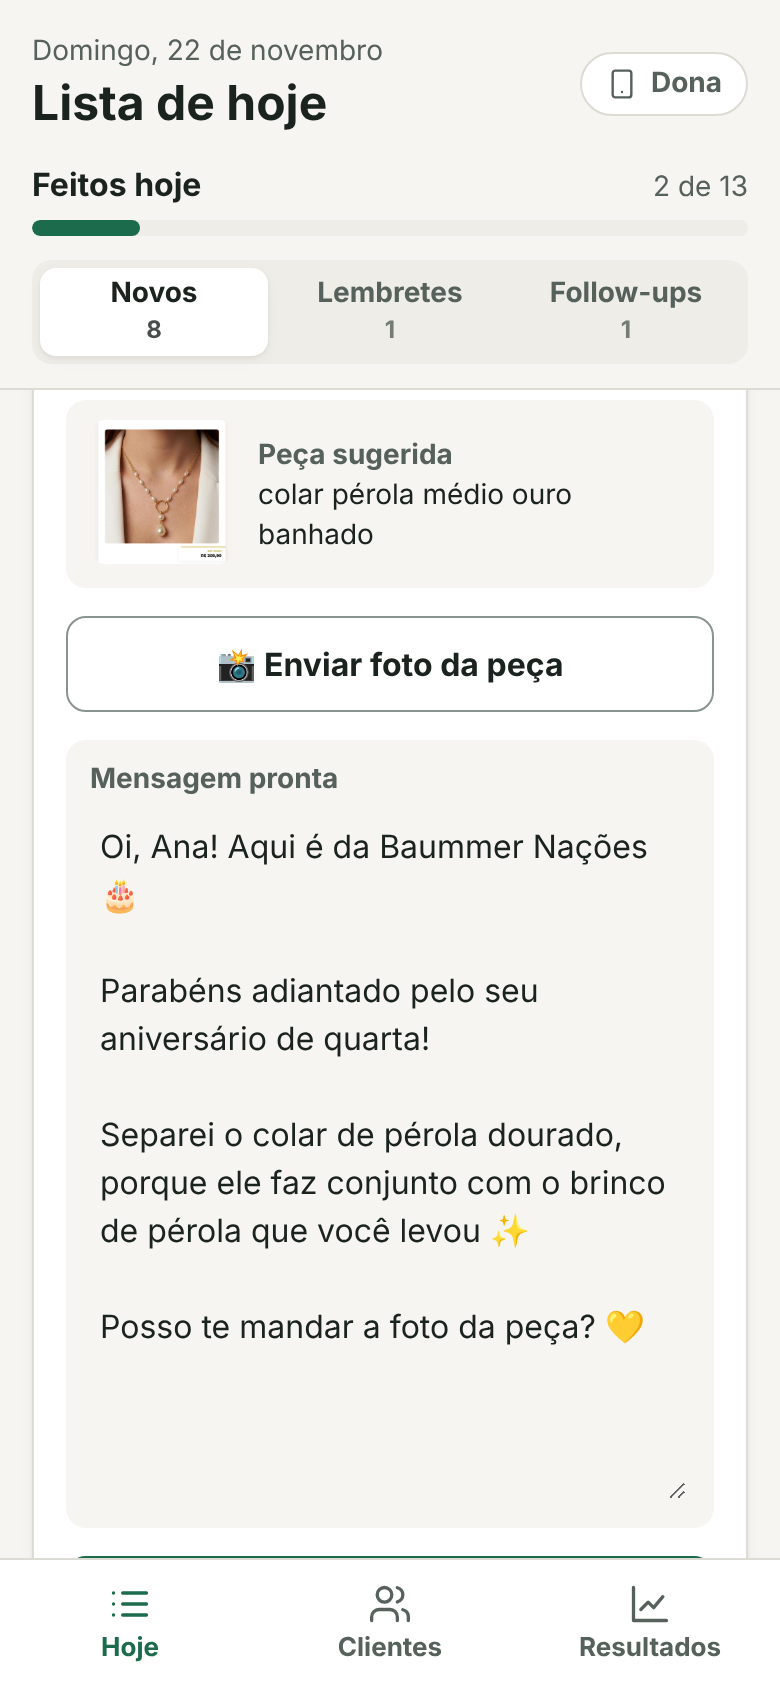 Domingo, 22 de novembro
Lista de hoje
Dona
Feitos hoje
2 de 13
Novos
8
Lembretes
1
Follow-ups
1
Peça sugerida
colar pérola médio ouro
banhado
📸 Enviar foto da peça
Mensagem pronta
Oi, Ana! Aqui é da Baummer Nações
🎂
Parabéns adiantado pelo seu
aniversário de quarta!
Separei o colar de pérola dourado,
porque ele faz conjunto com o brinco
de pérola que você levou ✨
Posso te mandar a foto da peça? 💛
Hoje
Clientes
Resultados